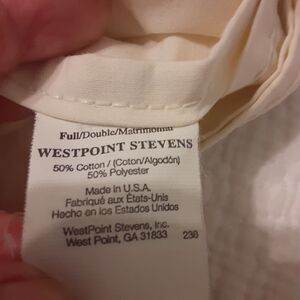 Full/Double/Matrimonial
WESTPOINT STEVENS
50% Cotton / (Coton/Algodón)
50% Polyester
Made in U.S.A.
Fabriqué aux États-Unis
Hecho en los Estados Unidos
WestPoint Stevens, Inc.
West Point, GA 31833 238